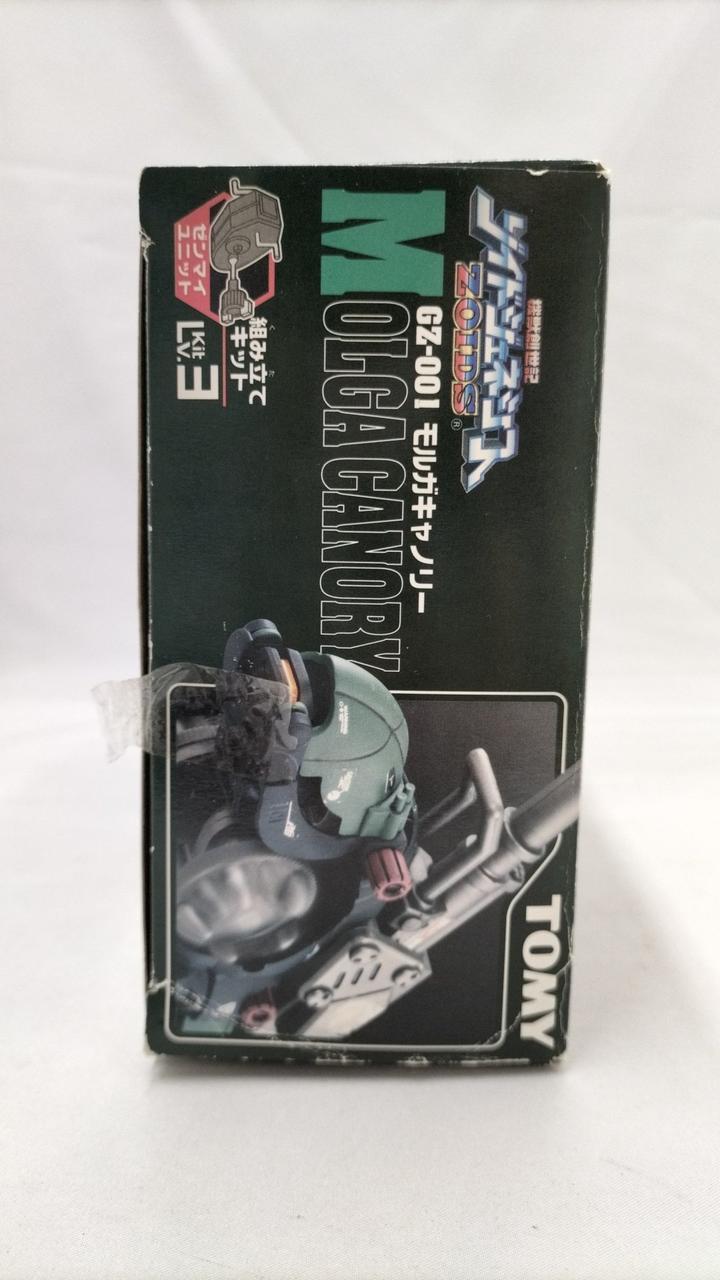 機獣創世記
ゾイドジェネシス
ZOIDS®
GZ-001 モルガキャノリー
MOLGA CANORY
組み立て
キット
Kit
LV.3
ゼンマイ
ユニット
TOMY